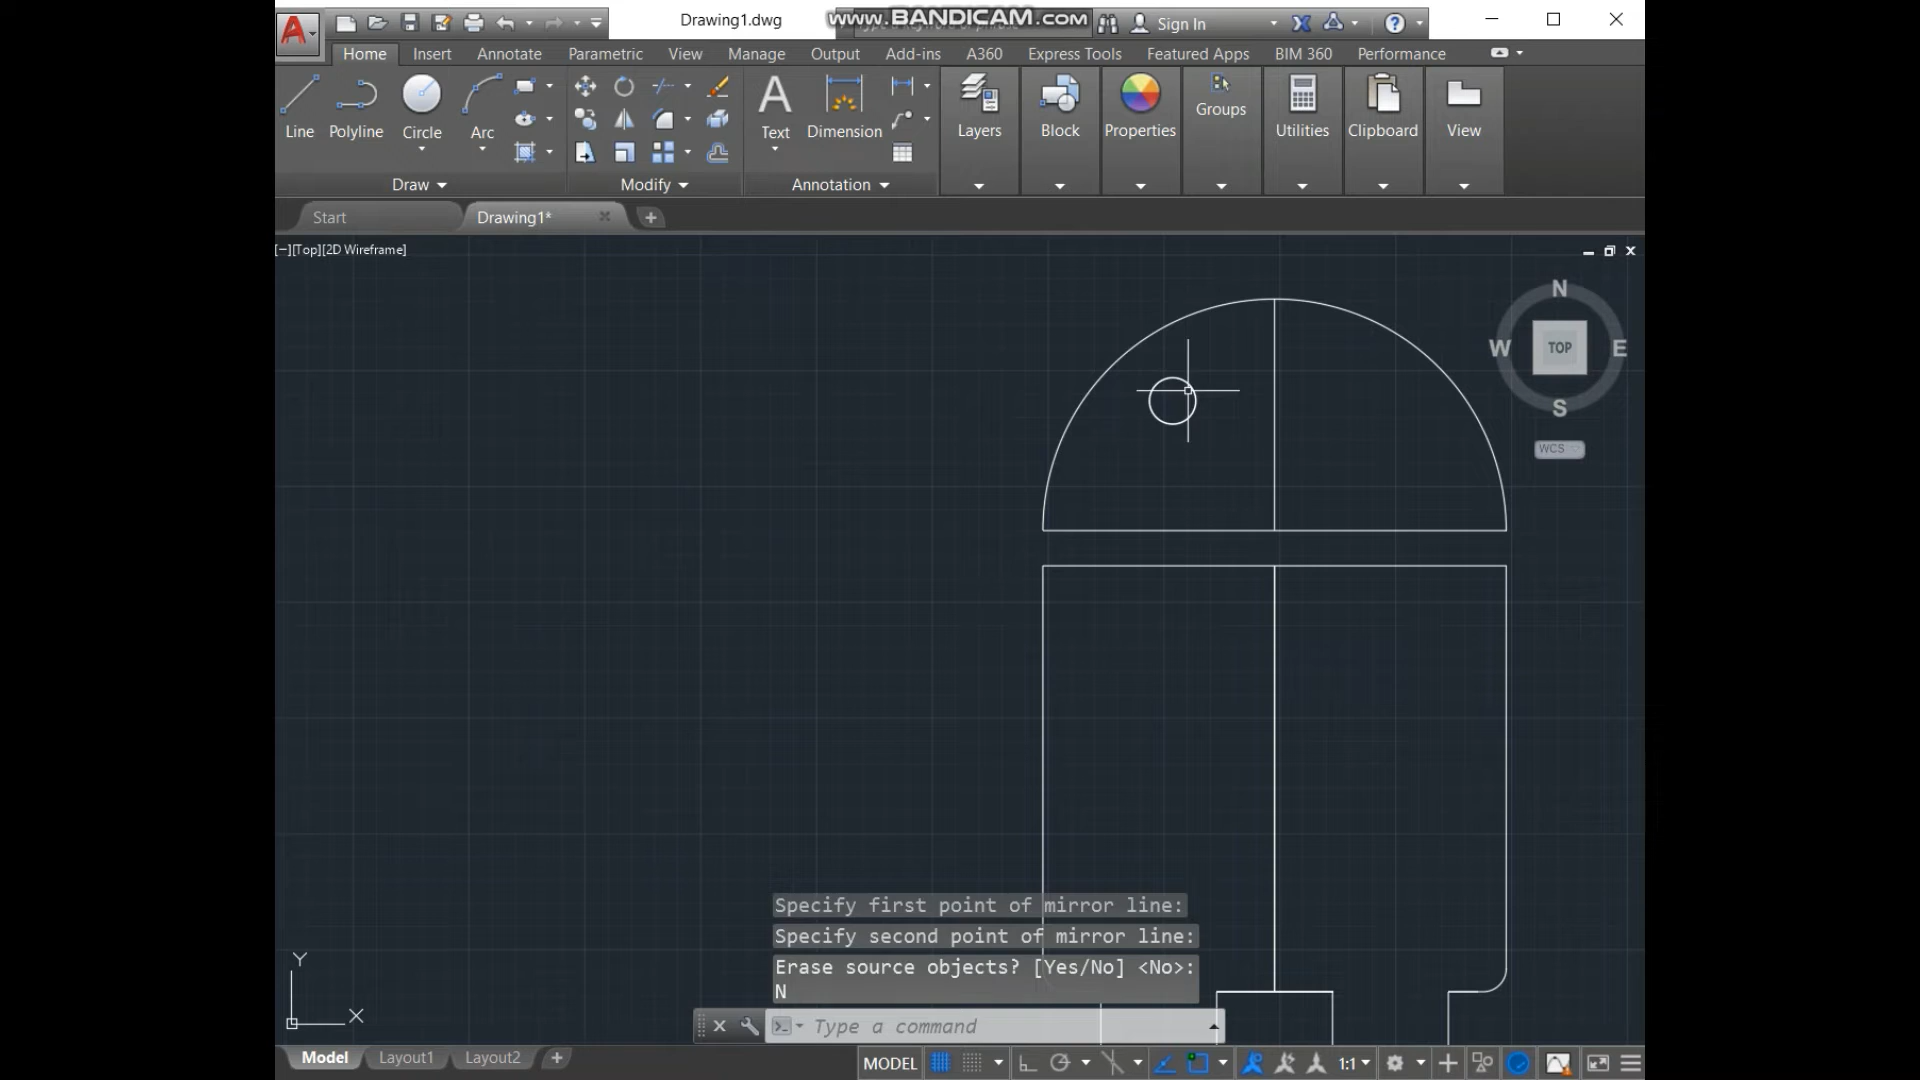 Drawing1.dwg
www.BANDICAM.com
Sign In
Home Insert Annotate Parametric View Manage Output Add-ins A360 Express Tools Featured Apps BIM 360 Performance
Line Polyline Circle Arc Text Dimension Layers Block Properties Groups Utilities Clipboard View
Draw Modify Annotation
Start Drawing1*
[−][Top][2D Wireframe]
N
W TOP E
S
WCS
Specify first point of mirror line:
Specify second point of mirror line:
Erase source objects? [Yes/No] <No>:
N
Y
X
Type a command
Model Layout1 Layout2
MODEL 1:1